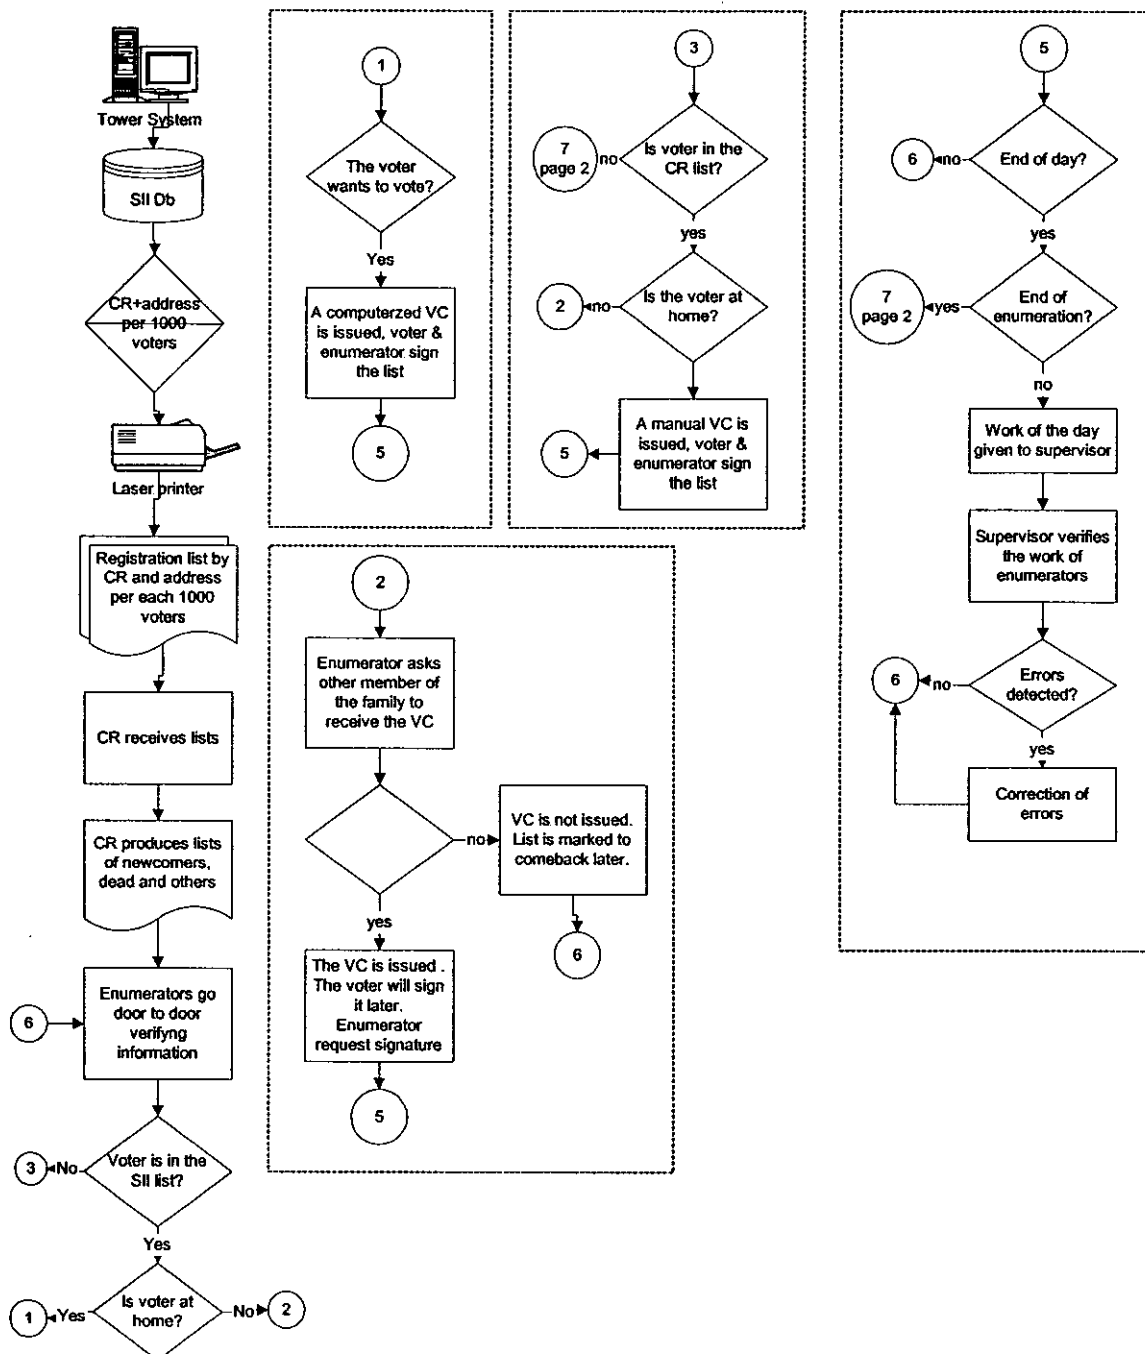 Tower System
SII Db
CR+address
per 1000
voters
Laser printer
Registration list by
CR and address
per each 1000
voters
CR receives lists
CR produces lists
of newcomers,
dead and others
6
Enumerators go
door to door
verifyng
information
3
No
Voter is in the
SII list?
Yes
1
Yes
Is voter at
home?
No
2
1
The voter
wants to vote?
Yes
A computerzed VC
is issued, voter &
enumerator sign
the list
5
3
7
page 2
no
Is voter in the
CR list?
yes
2
no
Is the voter at
home?
5
A manual VC is
issued, voter &
enumerator sign
the list
2
Enumerator asks
other member of
the family to
receive the VC
no
VC is not issued.
List is marked to
comeback later.
6
yes
The VC is issued .
The voter will sign
it later.
Enumerator
request signature
5
5
6
no
End of day?
yes
7
page 2
yes
End of
enumeration?
no
Work of the day
given to supervisor
Supervisor verifies
the work of
enumerators
6
no
Errors
detected?
yes
Correction of
errors